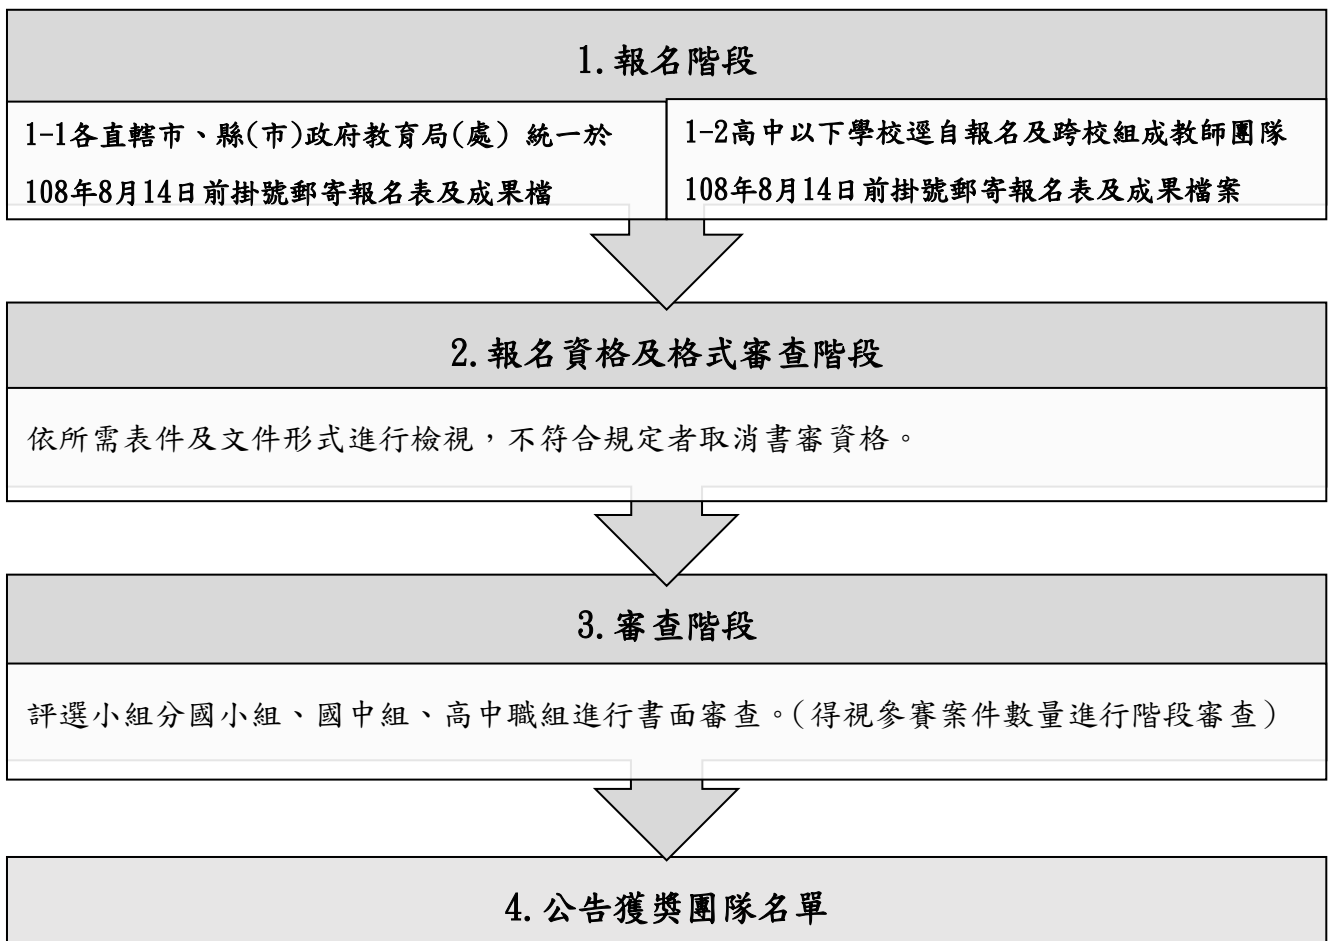 1.報名階段
1-1各直轄市、縣(市)政府教育局(處) 統一於
108年8月14日前掛號郵寄報名表及成果檔
1-2高中以下學校逕自報名及跨校組成教師團隊
108年8月14日前掛號郵寄報名表及成果檔案
2.報名資格及格式審查階段
依所需表件及文件形式進行檢視，不符合規定者取消書審資格。
3.審查階段
評選小組分國小組、國中組、高中職組進行書面審查。(得視參賽案件數量進行階段審查)
4.公告獲獎團隊名單